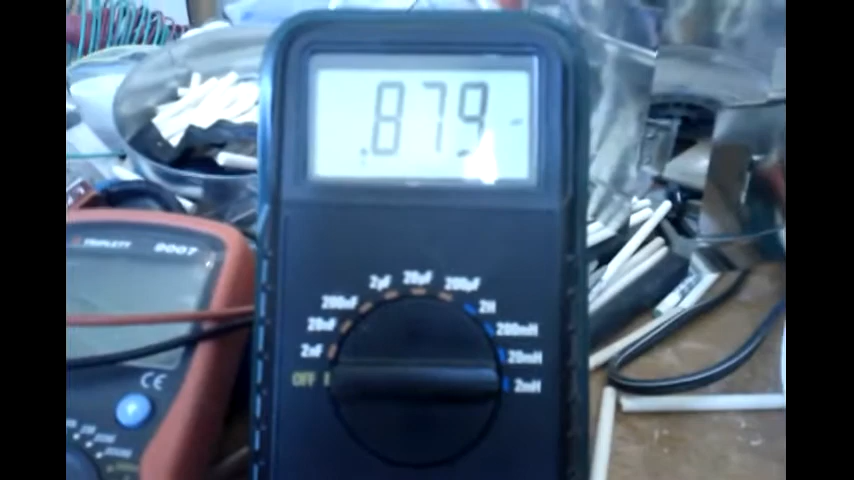 .879
TRIPLETT 9007
2µF 20µF 200µF
200nF 2H
20nF 200mH
2nF 20mH
OFF 2mH
CE